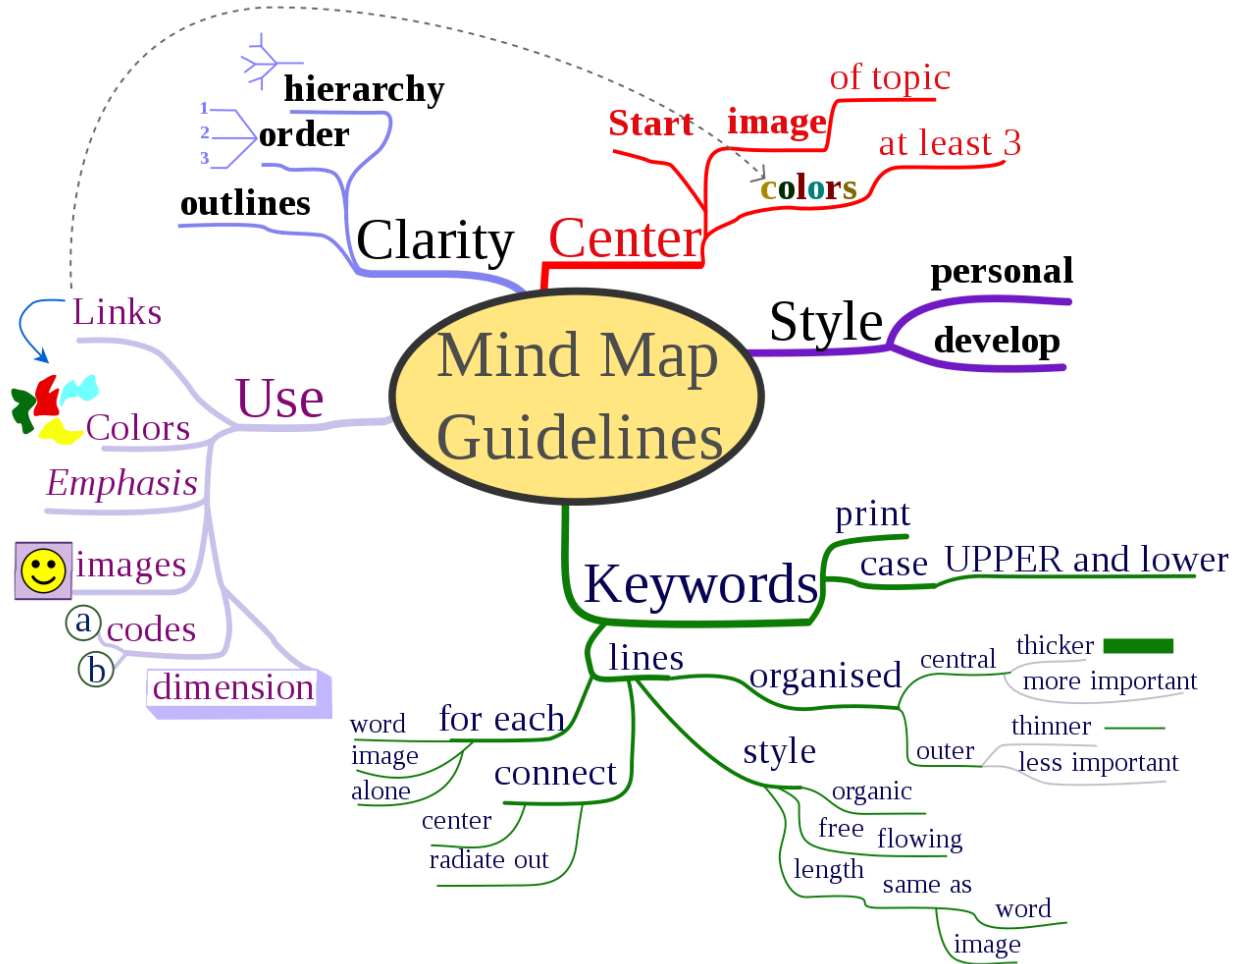 Mind Map
Guidelines
Center
Start
image
of topic
colors
at least 3
Style
personal
develop
Keywords
print
case
UPPER and lower
lines
organised
central
thicker
more important
outer
thinner
less important
style
organic
free
flowing
length
same as
word
image
connect
center
radiate out
for each
word
image
alone
Use
Links
Colors
Emphasis
images
codes
a
b
dimension
Clarity
hierarchy
order
1
2
3
outlines